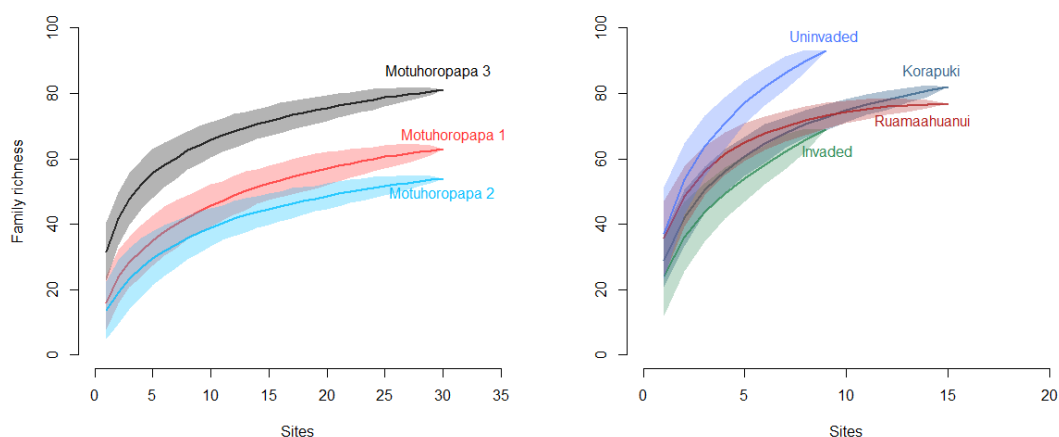 100
80
60
40
20
0
Family richness
Motuhoropapa 3
Motuhoropapa 1
Motuhoropapa 2
0 5 10 15 20 25 30 35
Sites
100
80
60
40
20
0
Uninvaded
Korapuki
Ruamaahuanui
Invaded
0 5 10 15 20
Sites